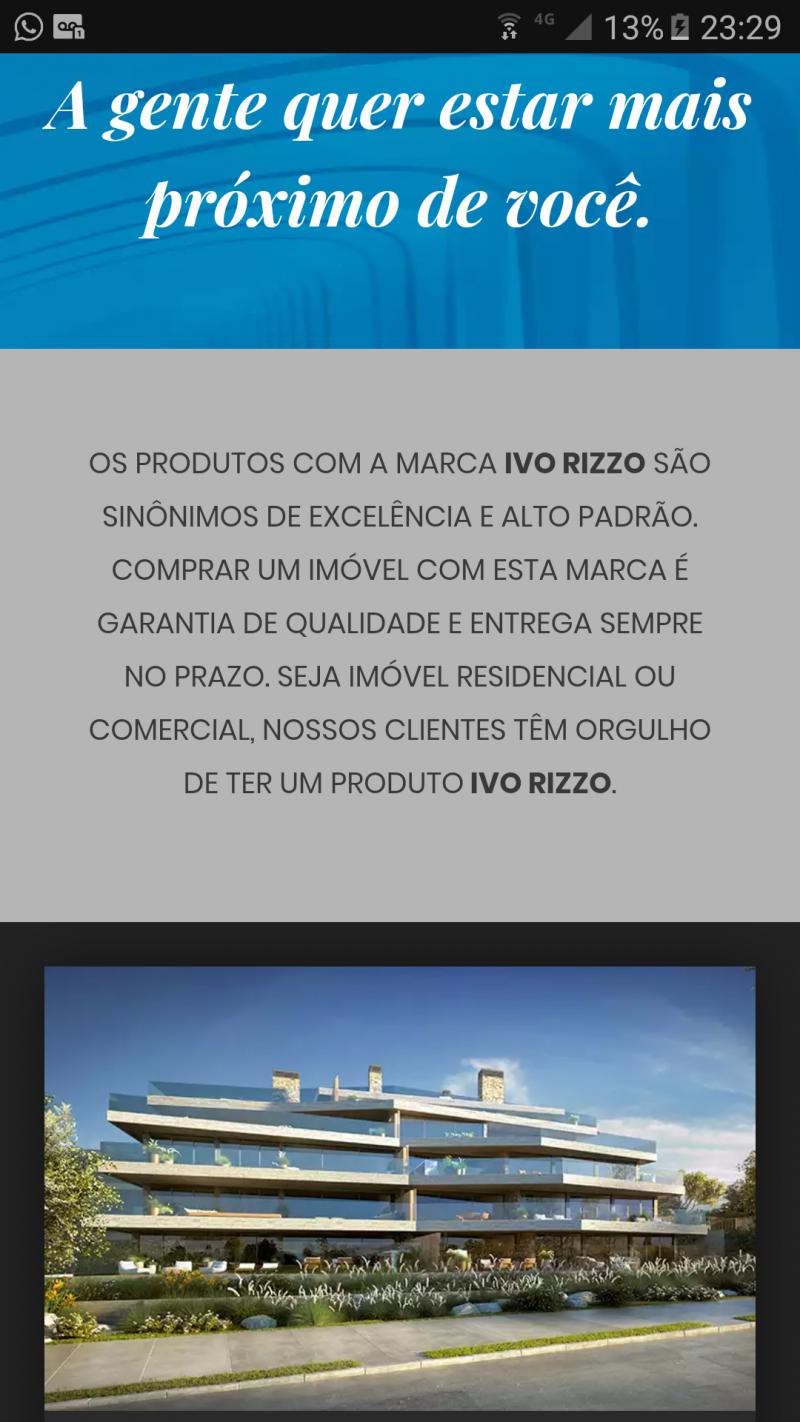 4G 13% 23:29
A gente quer estar mais
próximo de você.
OS PRODUTOS COM A MARCA IVO RIZZO SÃO
SINÔNIMOS DE EXCELÊNCIA E ALTO PADRÃO.
COMPRAR UM IMÓVEL COM ESTA MARCA É
GARANTIA DE QUALIDADE E ENTREGA SEMPRE
NO PRAZO. SEJA IMÓVEL RESIDENCIAL OU
COMERCIAL, NOSSOS CLIENTES TÊM ORGULHO
DE TER UM PRODUTO IVO RIZZO.